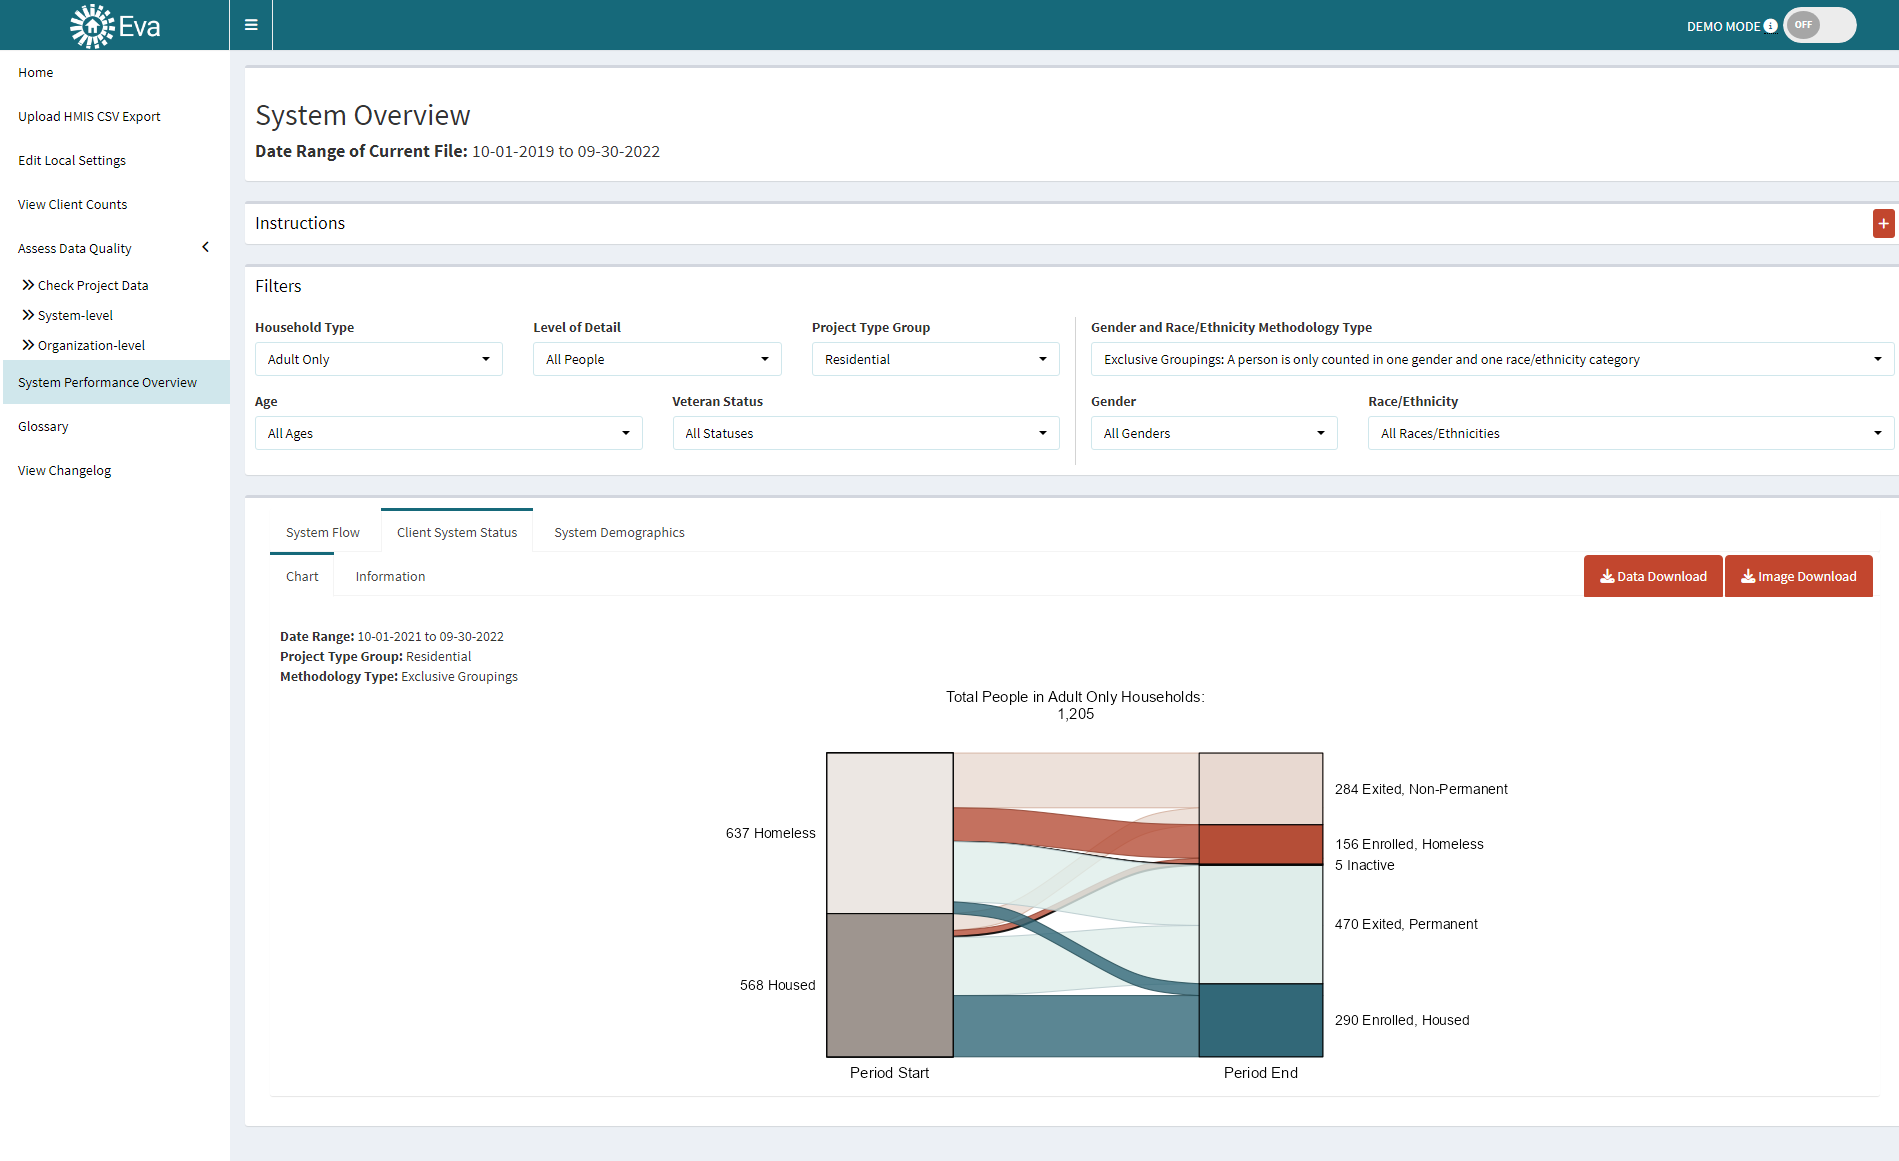 Eva
DEMO MODE i OFF
Home
Upload HMIS CSV Export
Edit Local Settings
View Client Counts
Assess Data Quality
Check Project Data
System-level
Organization-level
System Performance Overview
Glossary
View Changelog
System Overview
Date Range of Current File: 10-01-2019 to 09-30-2022
Instructions
+
Filters
Household Type
Adult Only
Level of Detail
All People
Project Type Group
Residential
Gender and Race/Ethnicity Methodology Type
Exclusive Groupings: A person is only counted in one gender and one race/ethnicity category
Age
All Ages
Veteran Status
All Statuses
Gender
All Genders
Race/Ethnicity
All Races/Ethnicities
System Flow
Client System Status
System Demographics
Chart
Information
Data Download
Image Download
Date Range: 10-01-2021 to 09-30-2022
Project Type Group: Residential
Methodology Type: Exclusive Groupings
Total People in Adult Only Households:
1,205
637 Homeless
568 Housed
284 Exited, Non-Permanent
156 Enrolled, Homeless
5 Inactive
470 Exited, Permanent
290 Enrolled, Housed
Period Start
Period End